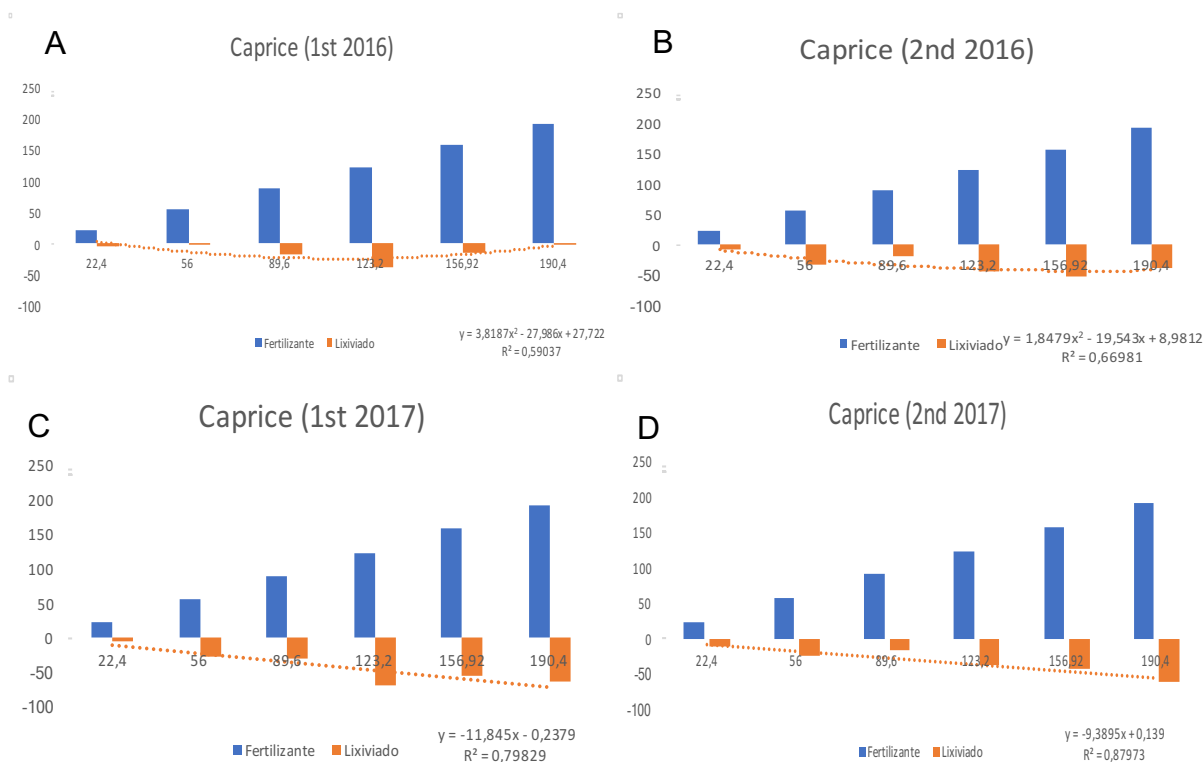 A
Caprice (1st 2016)
250
200
150
100
50
0
-50
-100
22,4 56 89,6 123,2 156,92 190,4
Fertilizante Lixiviado
y = 3,8187x² - 27,986x + 27,722
R² = 0,59037
B
Caprice (2nd 2016)
250
200
150
100
50
0
-50
-100
22,4 56 89,6 123,2 156,92 190,4
Fertilizante Lixiviado
y = 1,8479x² - 19,543x + 8,9812
R² = 0,66981
C
Caprice (1st 2017)
250
200
150
100
50
0
-50
-100
22,4 56 89,6 123,2 156,92 190,4
Fertilizante Lixiviado
y = -11,845x - 0,2379
R² = 0,79829
D
Caprice (2nd 2017)
250
200
150
100
50
0
-50
-100
22,4 56 89,6 123,2 156,92 190,4
Fertilizante Lixiviado
y = -9,3895x + 0,139
R² = 0,87973